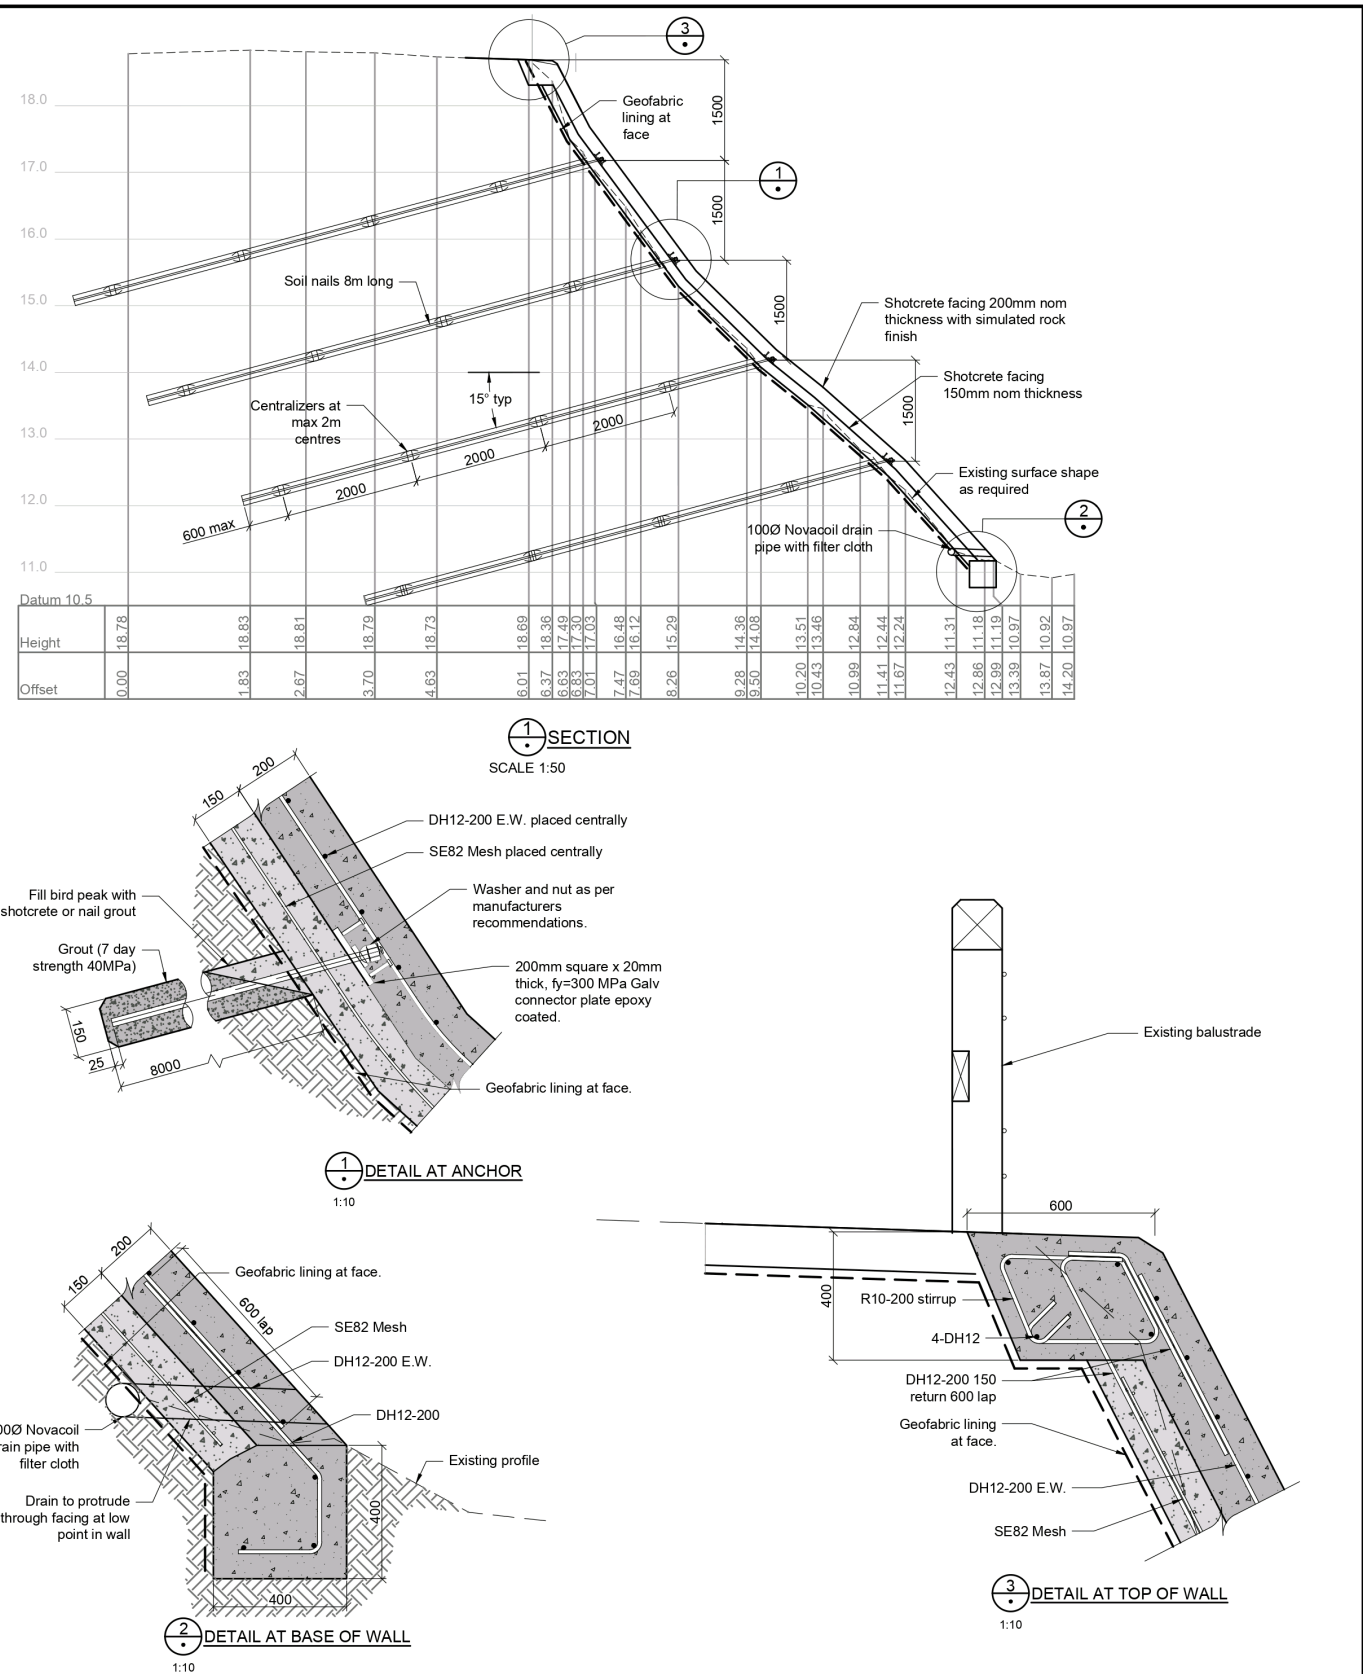 3
18.0
17.0
16.0
15.0
14.0
13.0
12.0
11.0
Geofabric
lining at
face
1500
1
1500
Soil nails 8m long
1500
Shotcrete facing 200mm nom
thickness with simulated rock
finish
Shotcrete facing
150mm nom thickness
1500
15° typ
Centralizers at
max 2m
centres
2000
2000
2000
600 max
Existing surface shape
as required
2
100Ø Novacoil drain
pipe with filter cloth
Datum 10.5
Height 18.78 18.83 18.81 18.79 18.73 18.69 18.36 17.49 17.30 17.03 16.48 16.12 15.29 14.36 14.08 13.51 13.46 12.84 12.44 12.24 11.31 11.18 11.19 10.97 10.92 10.97
Offset 0.00 1.83 2.67 3.70 4.63 6.01 6.37 6.63 6.83 7.01 7.47 7.69 8.26 9.28 9.50 10.20 10.43 10.99 11.41 11.67 12.43 12.86 12.99 13.39 13.87 14.20
1 SECTION
SCALE 1:50
150
200
DH12-200 E.W. placed centrally
SE82 Mesh placed centrally
Washer and nut as per
manufacturers
recommendations.
Fill bird peak with
shotcrete or nail grout
Grout (7 day
strength 40MPa)
200mm square x 20mm
thick, fy=300 MPa Galv
connector plate epoxy
coated.
150
25
8000
Geofabric lining at face.
1 DETAIL AT ANCHOR
1:10
150
200
Geofabric lining at face.
600 lap
SE82 Mesh
DH12-200 E.W.
DH12-200
00Ø Novacoil
rain pipe with
filter cloth
Existing profile
Drain to protrude
through facing at low
point in wall
400
400
2 DETAIL AT BASE OF WALL
1:10
Existing balustrade
600
400
R10-200 stirrup
4-DH12
DH12-200 150
return 600 lap
Geofabric lining
at face.
DH12-200 E.W.
SE82 Mesh
3 DETAIL AT TOP OF WALL
1:10